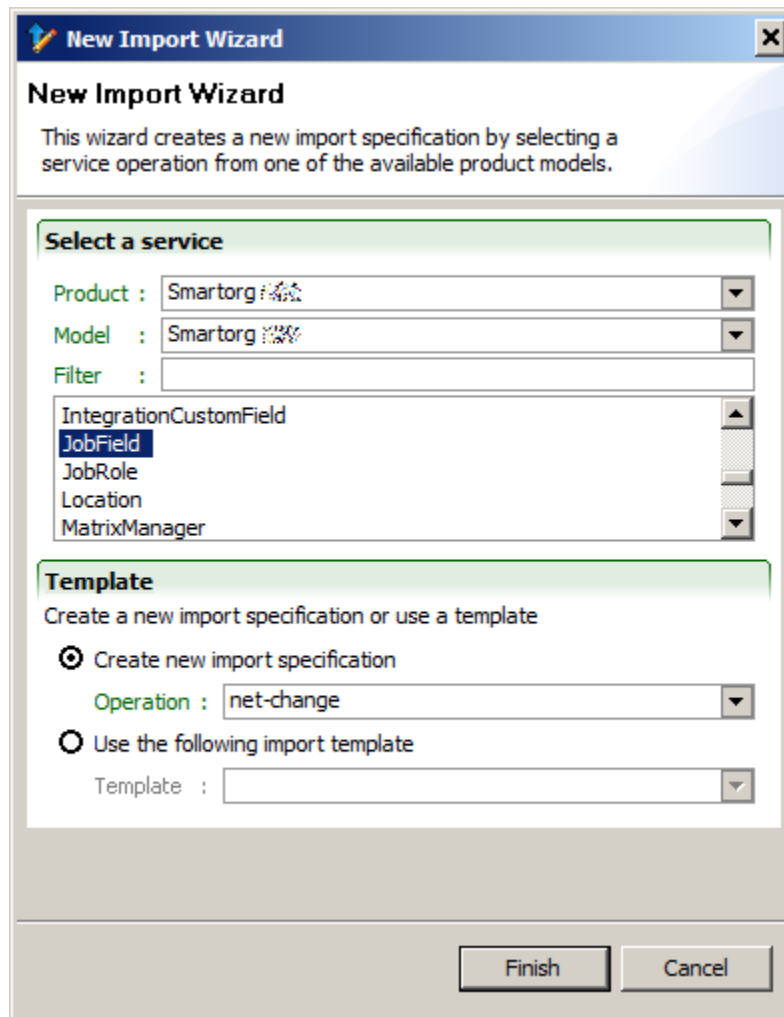 New Import Wizard
New Import Wizard
This wizard creates a new import specification by selecting a
service operation from one of the available product models.
Select a service
Product : Smartorg
Model : Smartorg
Filter :
IntegrationCustomField
JobField
JobRole
Location
MatrixManager
Template
Create a new import specification or use a template
Create new import specification
Operation : net-change
Use the following import template
Template :
Finish Cancel